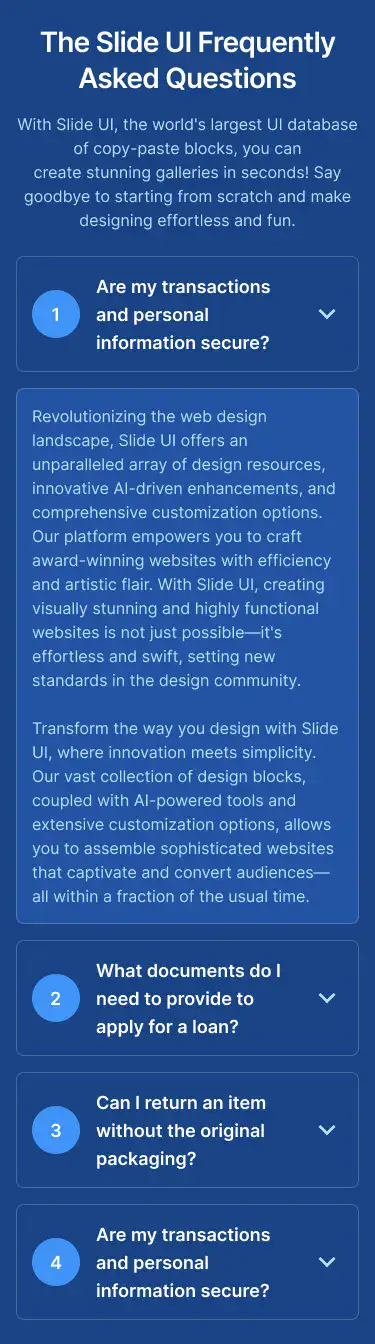 The Slide UI Frequently
Asked Questions
With Slide UI, the world's largest UI database
of copy-paste blocks, you can
create stunning galleries in seconds! Say
goodbye to starting from scratch and make
designing effortless and fun.
1
Are my transactions
and personal
information secure?
Revolutionizing the web design
landscape, Slide UI offers an
unparalleled array of design resources,
innovative AI-driven enhancements, and
comprehensive customization options.
Our platform empowers you to craft
award-winning websites with efficiency
and artistic flair. With Slide UI, creating
visually stunning and highly functional
websites is not just possible—it's
effortless and swift, setting new
standards in the design community.
Transform the way you design with Slide
UI, where innovation meets simplicity.
Our vast collection of design blocks,
coupled with AI-powered tools and
extensive customization options, allows
you to assemble sophisticated websites
that captivate and convert audiences—
all within a fraction of the usual time.
2
What documents do I
need to provide to
apply for a loan?
3
Can I return an item
without the original
packaging?
4
Are my transactions
and personal
information secure?